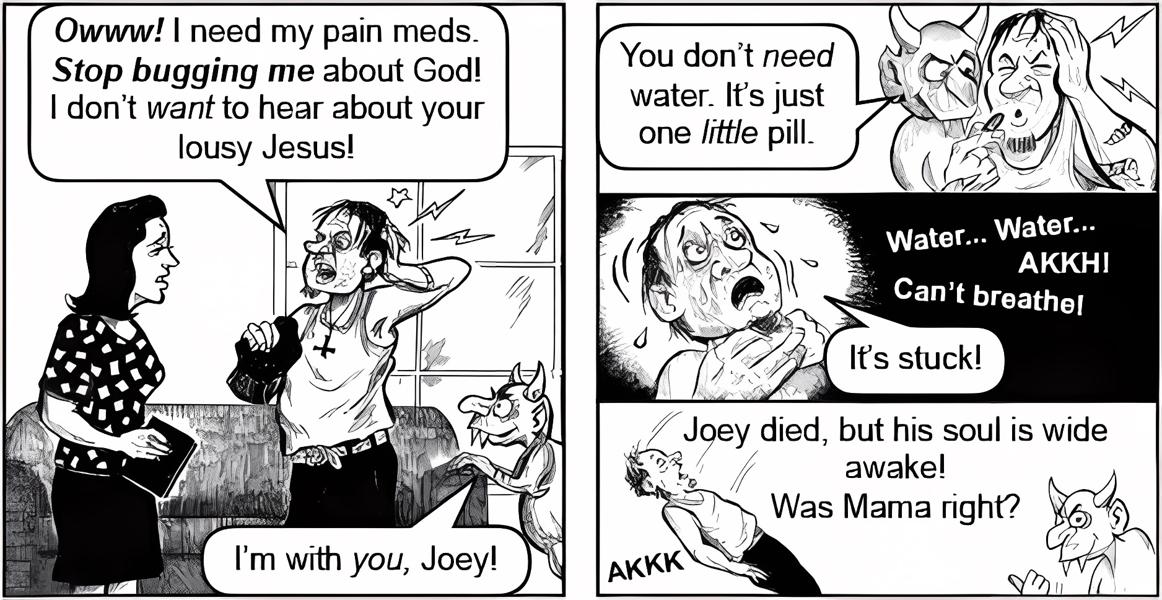 Owww! I need my pain meds.
Stop bugging me about God!
I don't want to hear about your
lousy Jesus!
I'm with you, Joey!
You don't need
water. It's just
one little pill.
Water... Water...
AKKH!
Can't breathe!
It's stuck!
Joey died, but his soul is wide
awake!
Was Mama right?
AKKK